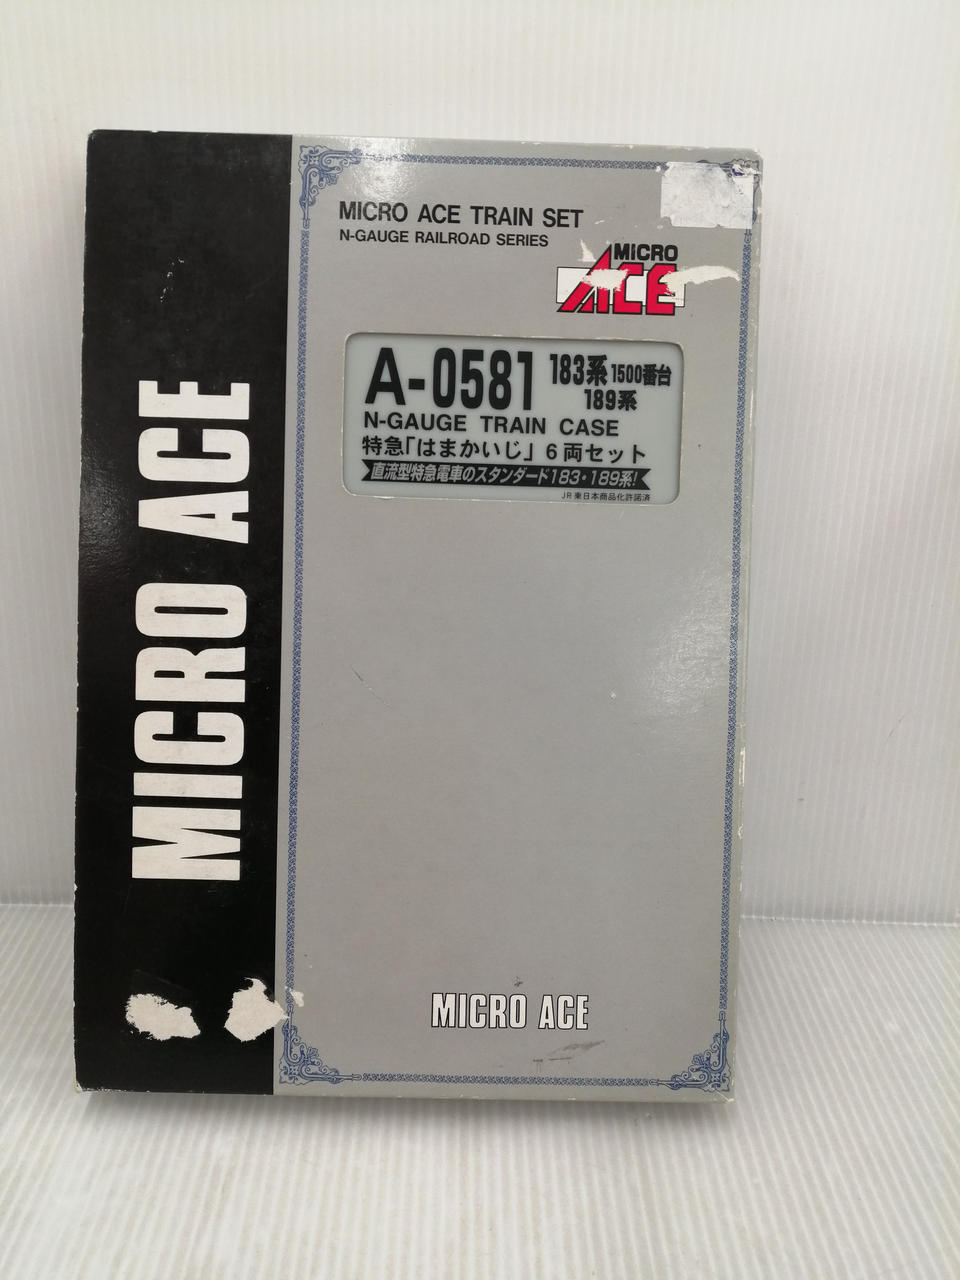 MICRO ACE
MICRO ACE TRAIN SET
N-GAUGE RAILROAD SERIES
MICRO
ACE
A-0581 183系 1500番台
189系
N-GAUGE TRAIN CASE
特急「はまかいじ」6両セット
直流型特急電車のスタンダード183・189系!
JR東日本商品化許諾済
MICRO ACE